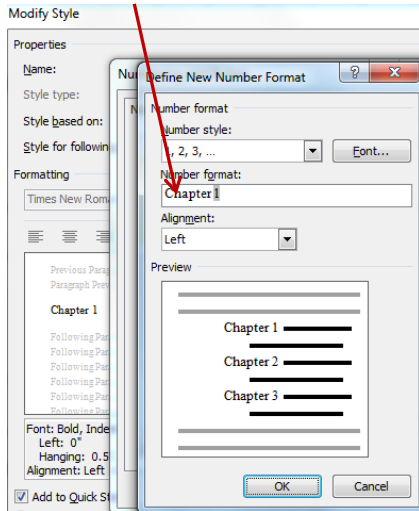 Modify Style
Properties
Name:
Style type:
Style based on:
Style for followin
Formatting
Times New Roma
Previous Parag
Paragraph Prev
Chapter 1
Following Par
Following Par
Following Par
Following Par
Following Par
Following Par
Font: Bold, Inde
Left: 0"
Hanging: 0.5
Alignment: Left
Add to Quick St
Nu
N
Define New Number Format
?
x
Number format
Number style:
1, 2, 3, ...
Font...
Number format:
Chapter 1
Alignment:
Left
Preview
Chapter 1
Chapter 2
Chapter 3
OK
Cancel